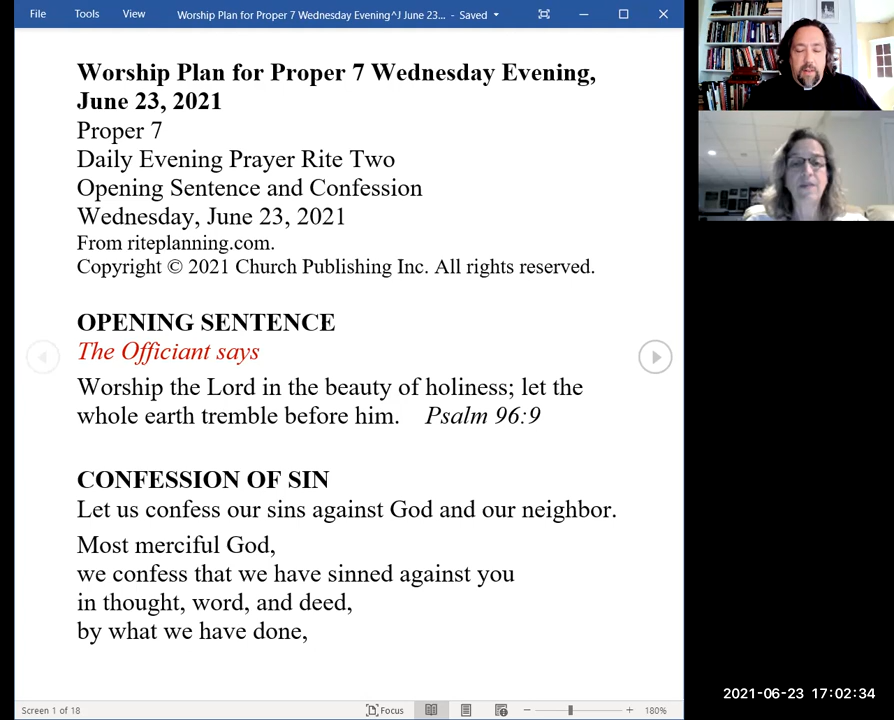 File Tools View Worship Plan for Proper 7 Wednesday Evening^J June 23... - Saved
Worship Plan for Proper 7 Wednesday Evening,
June 23, 2021
Proper 7
Daily Evening Prayer Rite Two
Opening Sentence and Confession
Wednesday, June 23, 2021
From riteplanning.com.
Copyright © 2021 Church Publishing Inc. All rights reserved.
OPENING SENTENCE
The Officiant says
Worship the Lord in the beauty of holiness; let the
whole earth tremble before him. Psalm 96:9
CONFESSION OF SIN
Let us confess our sins against God and our neighbor.
Most merciful God,
we confess that we have sinned against you
in thought, word, and deed,
by what we have done,
2021-06-23 17:02:34
Screen 1 of 18 Focus 180%